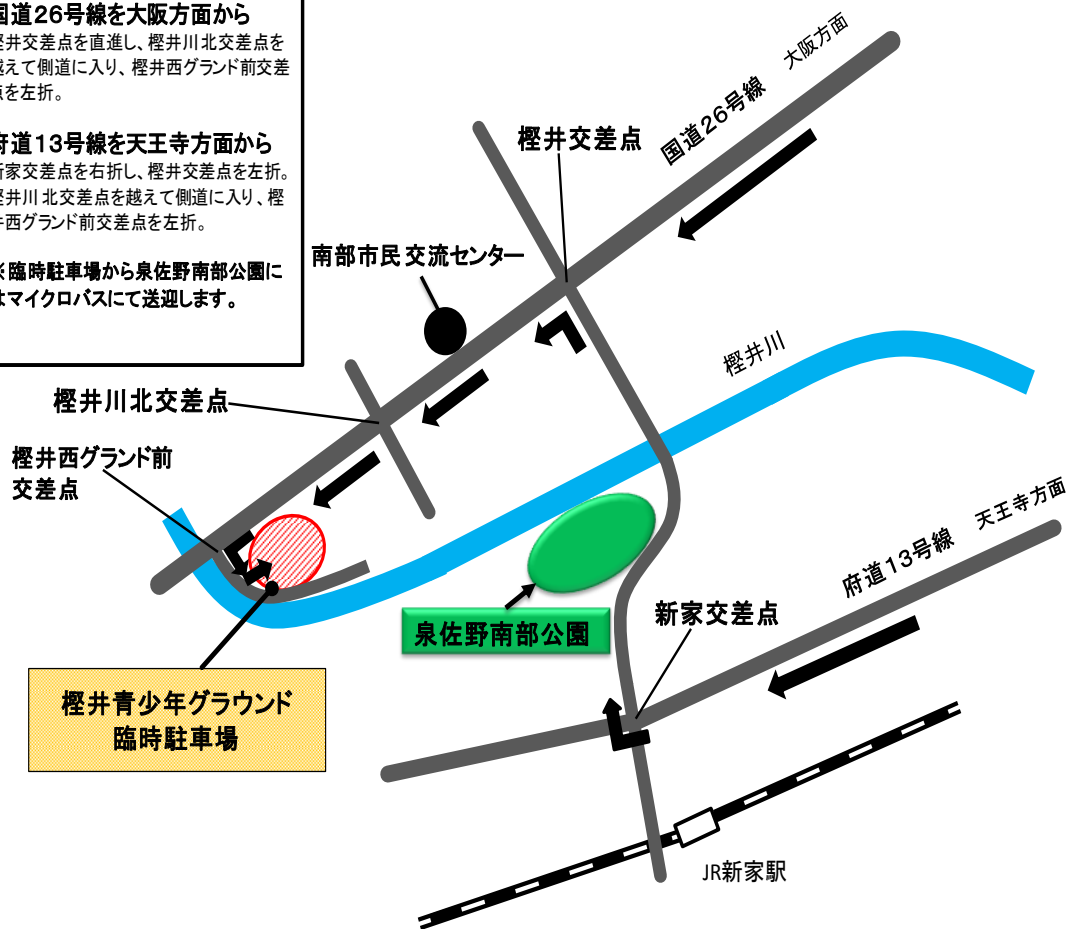 国道26号線を大阪方面から
樫井交差点を直進し、樫井川北交差点を
越えて側道に入り、樫井西グランド前交差
点を左折。
府道13号線を天王寺方面から
新家交差点を右折し、樫井交差点を左折。
樫井川北交差点を越えて側道に入り、樫
井西グランド前交差点を左折。
※臨時駐車場から泉佐野南部公園に
はマイクロバスにて送迎します。
大阪方面
国道26号線
樫井交差点
南部市民交流センター
樫井川
樫井川北交差点
樫井西グランド前
交差点
天王寺方面
府道13号線
新家交差点
泉佐野南部公園
樫井青少年グラウンド
臨時駐車場
JR新家駅